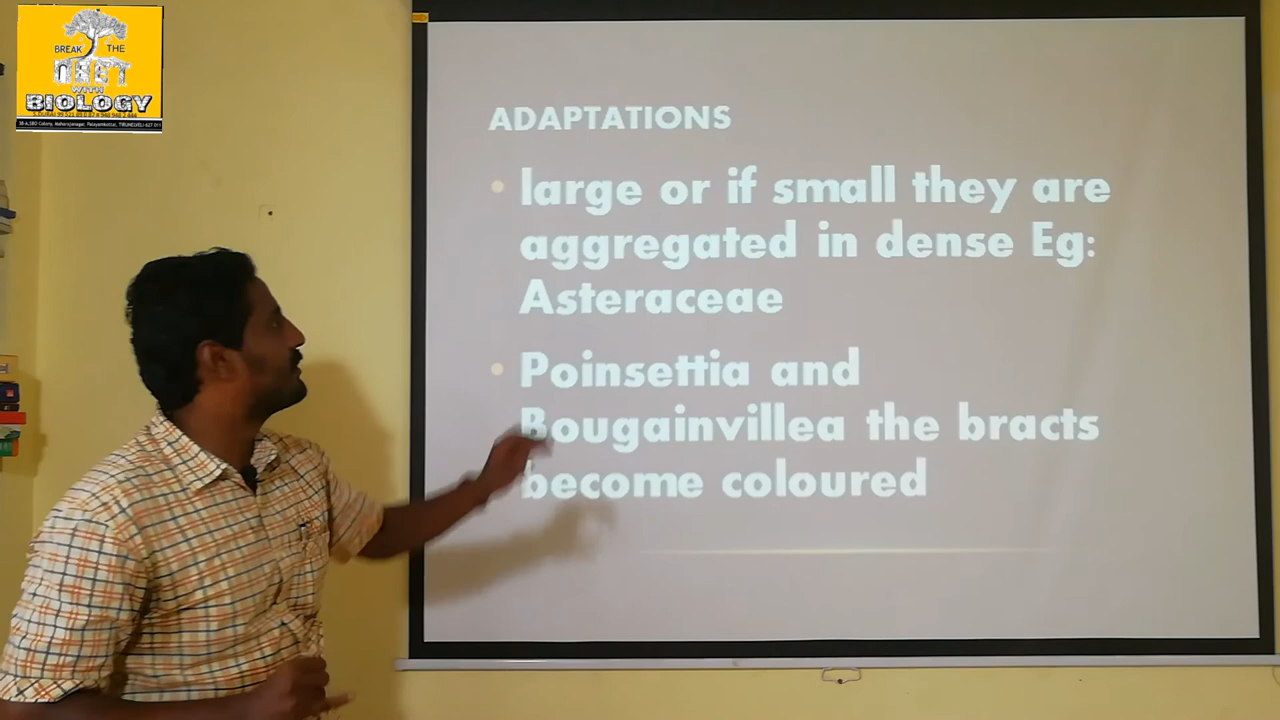 BREAK THE
NEET
WITH
BIOLOGY
ADAPTATIONS
• large or if small they are
aggregated in dense Eg:
Asteraceae
• Poinsettia and
Bougainvillea the bracts
become coloured